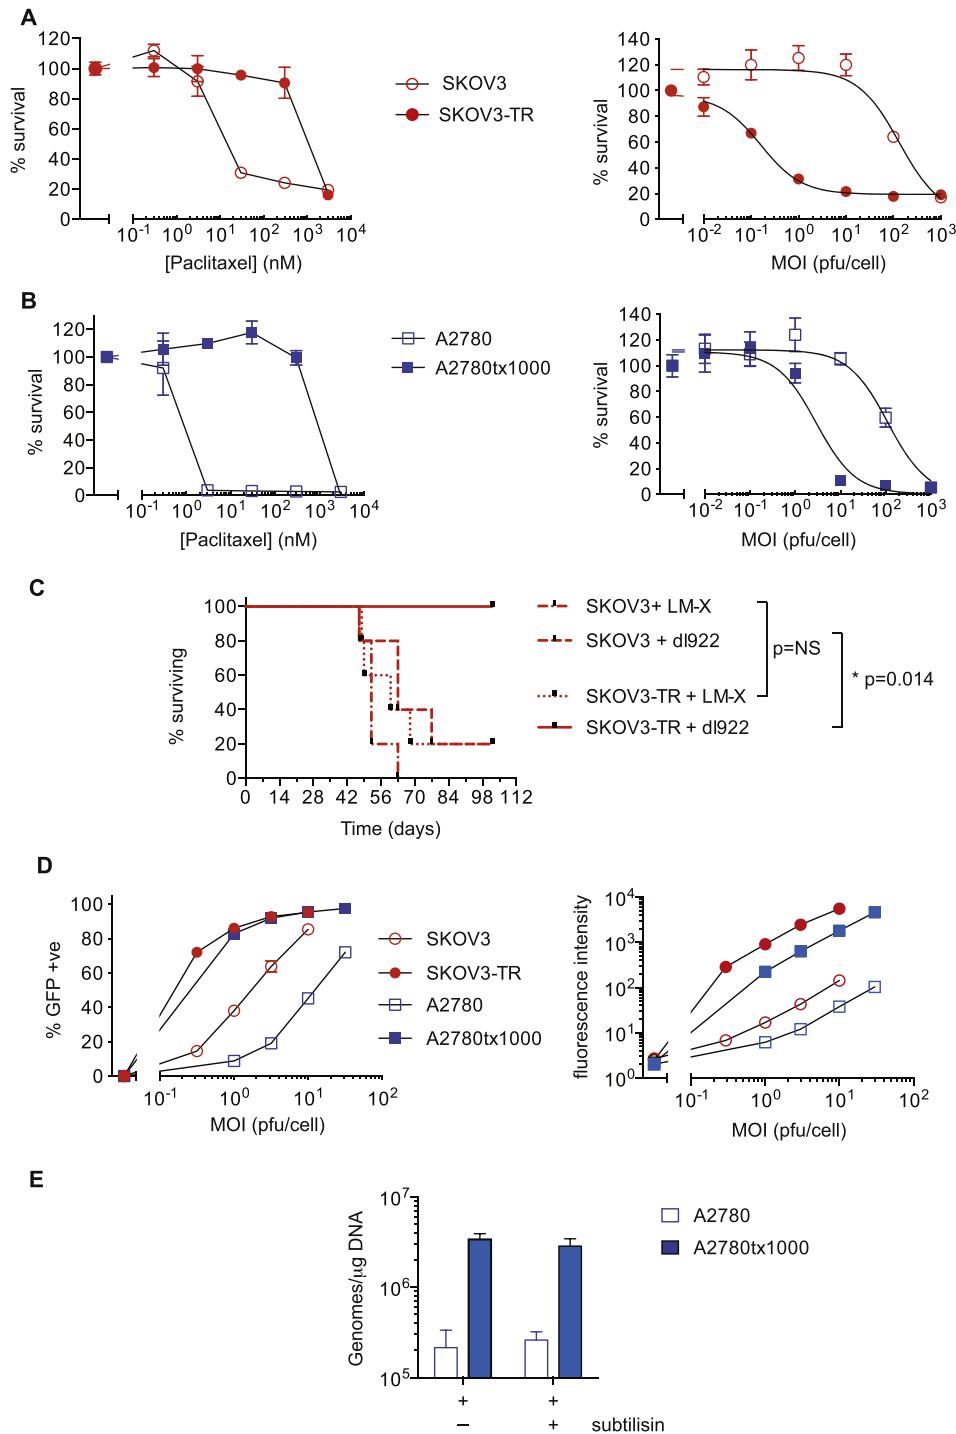 A
120
100
80
60
40
20
0
% survival
10-1 100 101 102 103 104
[Paclitaxel] (nM)
SKOV3
SKOV3-TR
140
120
100
80
60
40
20
0
% survival
10-2 10-1 100 101 102 103
MOI (pfu/cell)
B
120
100
80
60
40
20
0
% survival
10-1 100 101 102 103 104
[Paclitaxel] (nM)
A2780
A2780tx1000
140
120
100
80
60
40
20
0
% survival
10-2 10-1 100 101 102 103
MOI (pfu/cell)
C
100
80
60
40
20
0
% surviving
0 14 28 42 56 70 84 98 112
Time (days)
SKOV3+ LM-X
SKOV3 + dl922
SKOV3-TR + LM-X
SKOV3-TR + dl922
p=NS
* p=0.014
D
100
80
60
40
20
0
% GFP +ve
10-1 100 101 102
MOI (pfu/cell)
SKOV3
SKOV3-TR
A2780
A2780tx1000
104
103
102
101
100
fluorescence intensity
10-1 100 101 102
MOI (pfu/cell)
E
107
106
105
Genomes/µg DNA
+ +
– + subtilisin
A2780
A2780tx1000